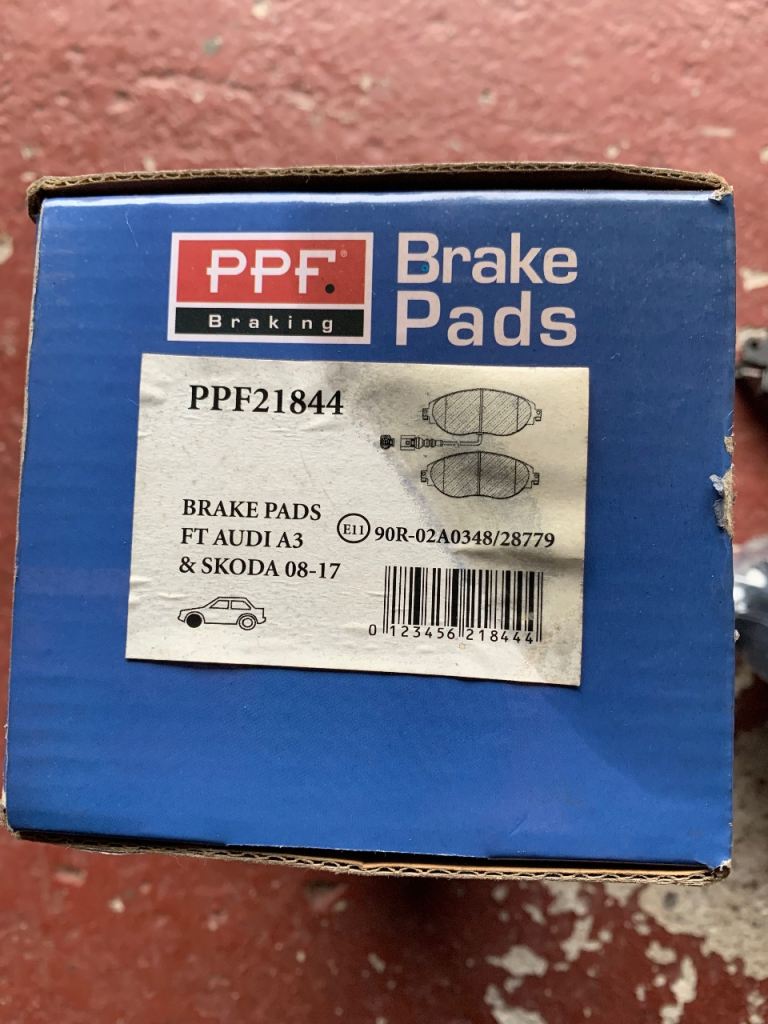 PPF®
Braking
Brake
Pads
PPF21844
BRAKE PADS
FT AUDI A3
& SKODA 08-17
E11 90R-02A0348/28779
0 123456 218444